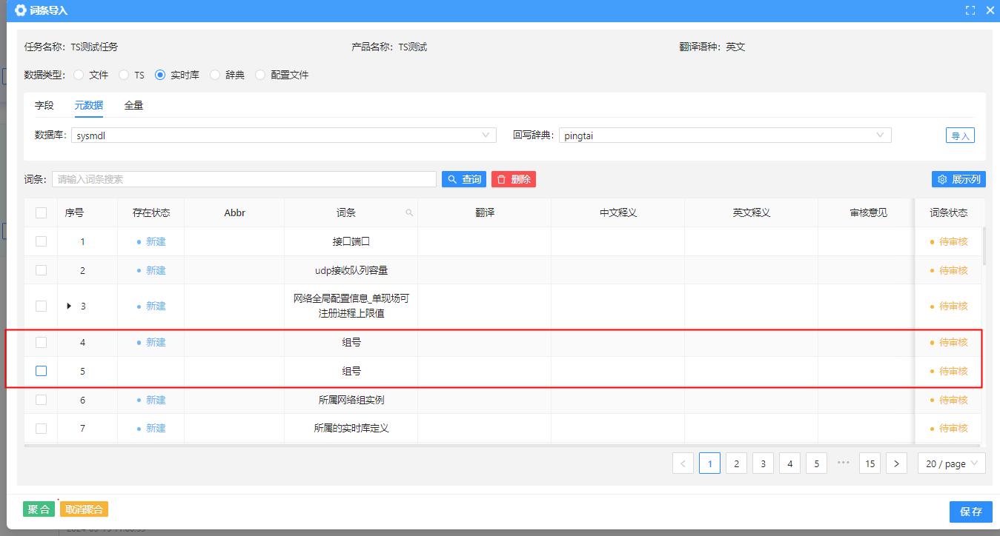 词条导入
任务名称：TS测试任务 产品名称：TS测试 翻译语种：英文
数据类型： 文件 TS 实时库 辞典 配置文件
字段 元数据 全量
数据库： sysmdl 回写辞典： pingtai 导入
词条： 请输入词条搜索 查询 删除 展示列
序号 存在状态 Abbr 词条 翻译 中文释义 英文释义 审核意见 词条状态
1 新建 接口端口 待审核
2 新建 udp接收队列容量 待审核
3 新建 网络全局配置信息_单现场可 待审核
注册进程上限值
4 新建 组号 待审核
5 组号 待审核
6 新建 所属网络组实例 待审核
7 新建 所属的实时库定义 待审核
1 2 3 4 5 ••• 15 20 / page
聚合 取消聚合 保存